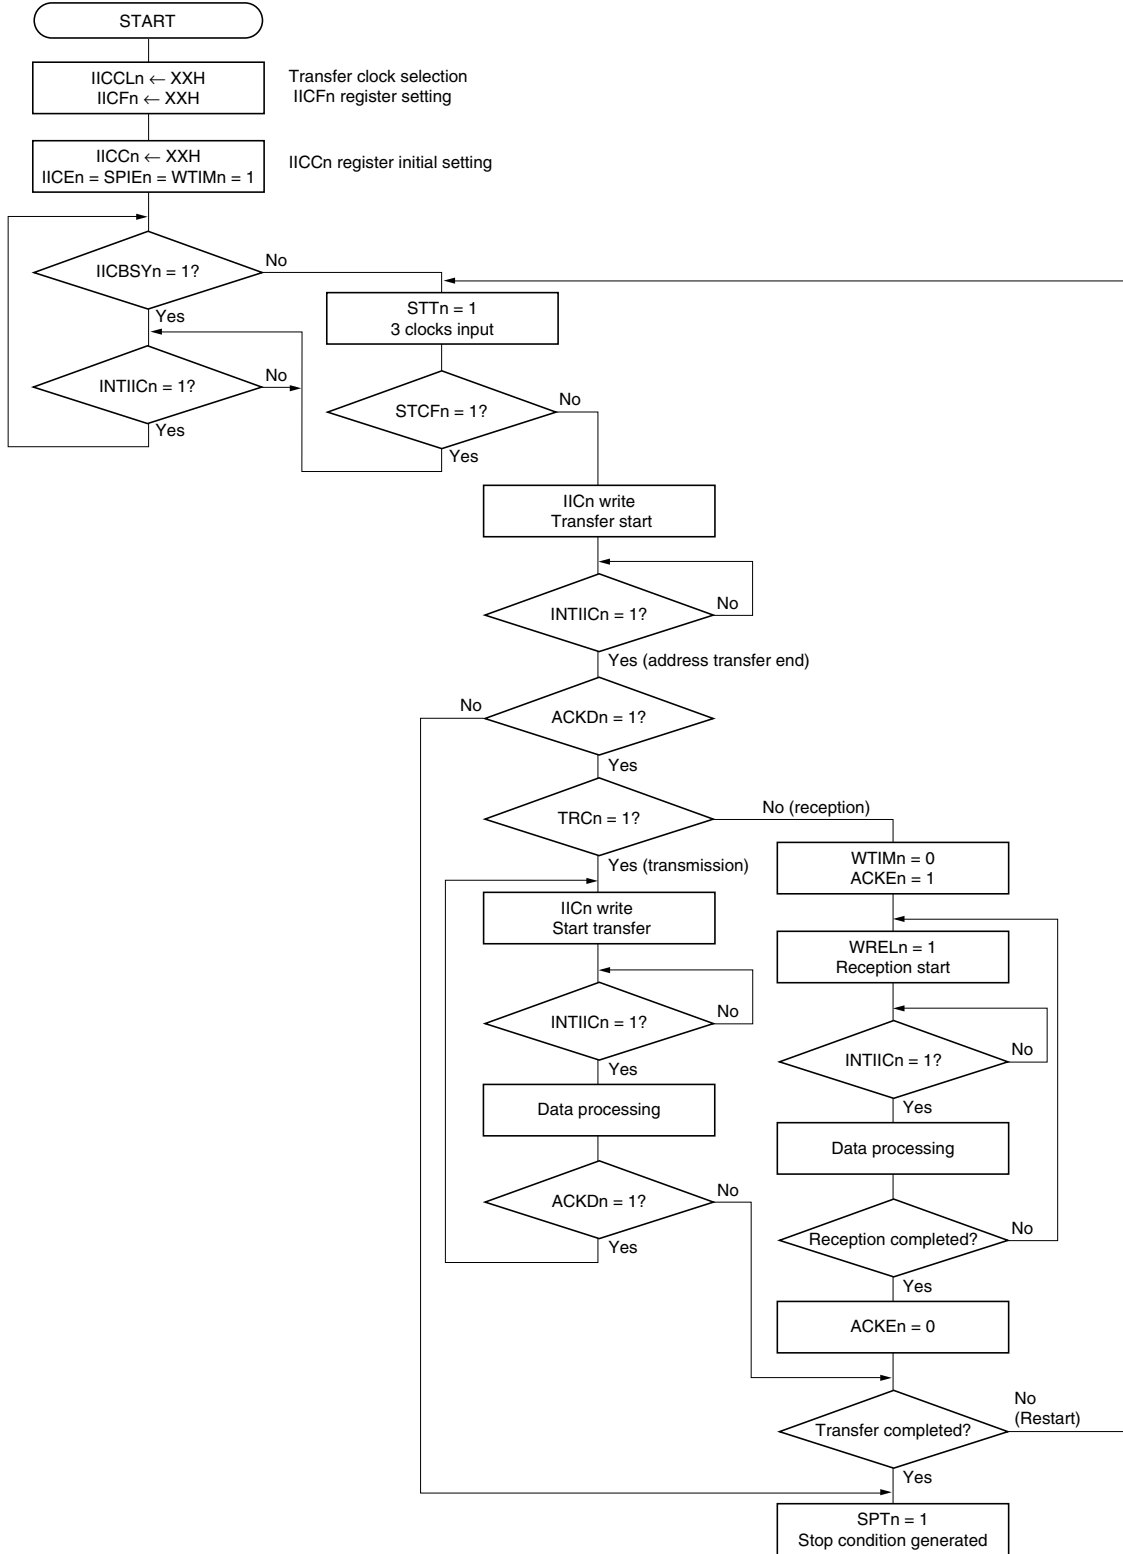 START
IICCLn ← XXH
IICFn ← XXH
Transfer clock selection
IICFn register setting
IICCn ← XXH
IICEn = SPIEn = WTIMn = 1
IICCn register initial setting
IICBSYn = 1?
No
Yes
STTn = 1
3 clocks input
INTIICn = 1?
No
Yes
STCFn = 1?
No
Yes
IICn write
Transfer start
INTIICn = 1?
No
Yes (address transfer end)
ACKDn = 1?
No
Yes
TRCn = 1?
No (reception)
Yes (transmission)
WTIMn = 0
ACKEn = 1
IICn write
Start transfer
WRELn = 1
Reception start
INTIICn = 1?
No
Yes
INTIICn = 1?
No
Yes
Data processing
Data processing
ACKDn = 1?
No
Yes
Reception completed?
No
Yes
ACKEn = 0
Transfer completed?
No
(Restart)
Yes
SPTn = 1
Stop condition generated